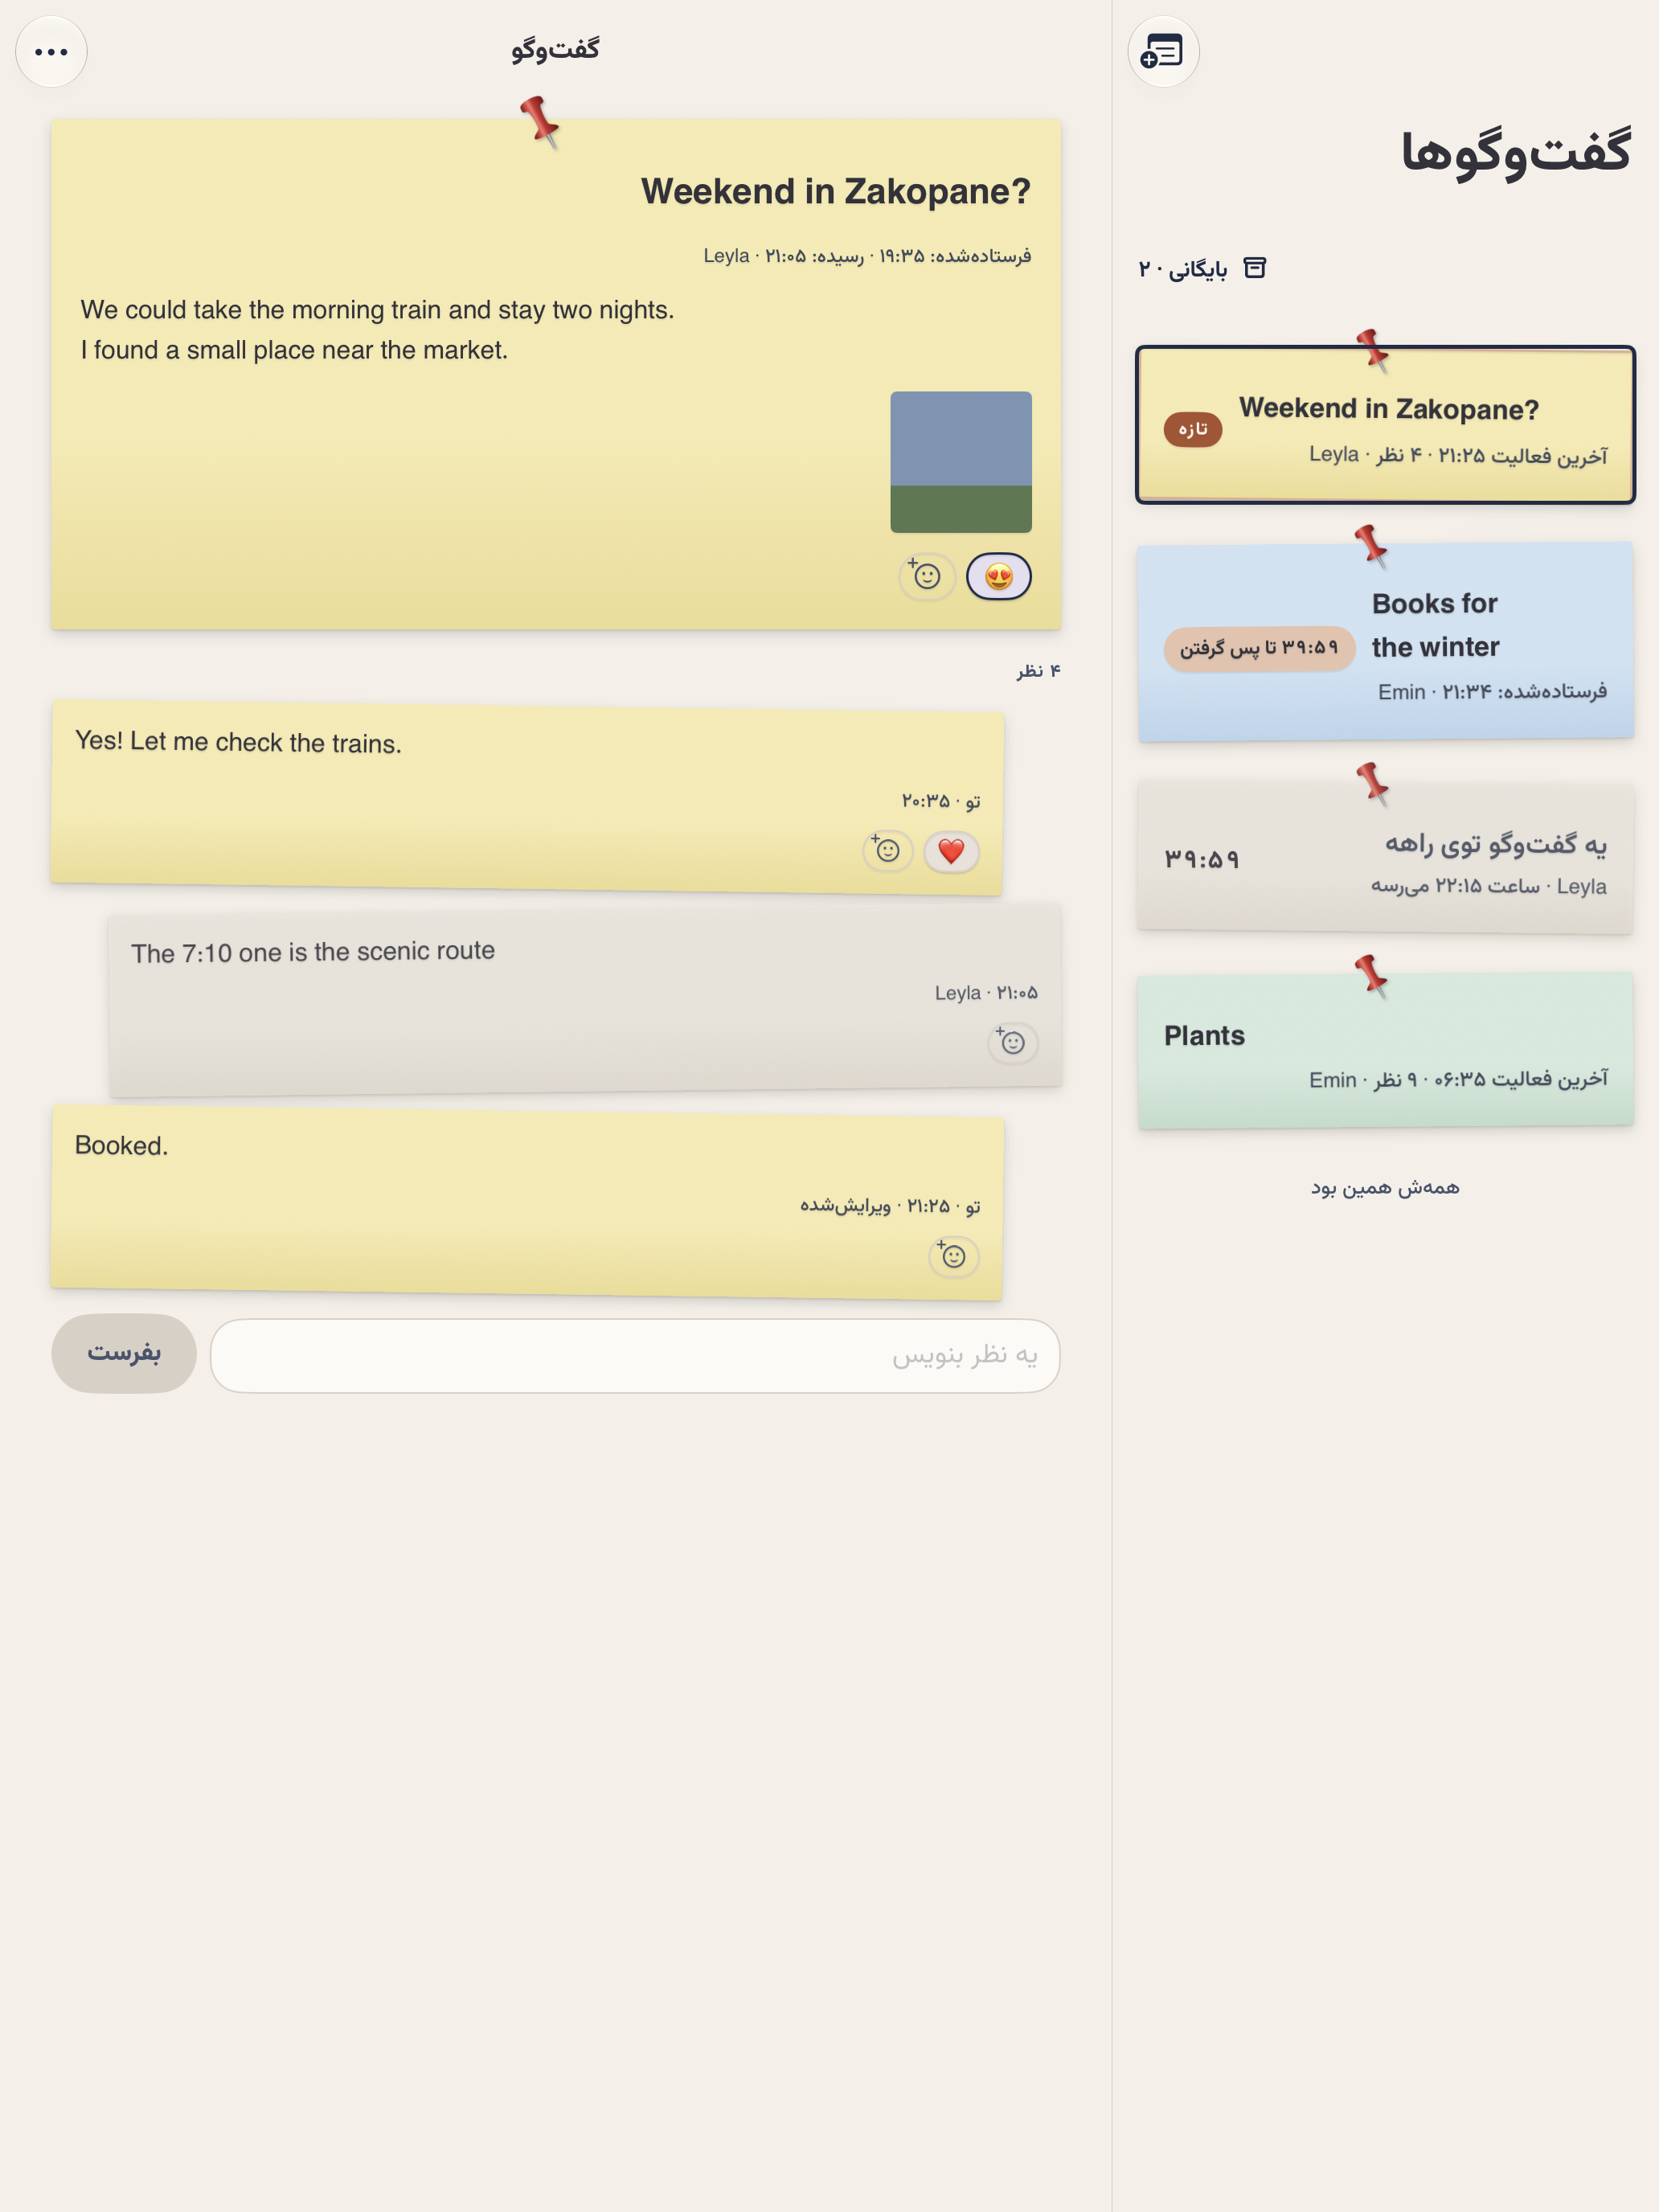 گفت‌وگوها
بایگانی · ۲
Weekend in Zakopane?
تازه
آخرین فعالیت ۲۱:۲۵ · ۴ نظر · Leyla
Books for
the winter
۳۹:۵۹ تا پس گرفتن
فرستاده‌شده: ۲۱:۳۴ · Emin
یه گفت‌وگو توی راهه
۳۹:۵۹
Leyla · ساعت ۲۲:۱۵ می‌رسه
Plants
آخرین فعالیت ۰۶:۳۵ · ۹ نظر · Emin
همه‌ش همین بود
گفت‌وگو
Weekend in Zakopane?
فرستاده‌شده: ۱۹:۳۵ · رسیده: ۲۱:۰۵ · Leyla
We could take the morning train and stay two nights.
I found a small place near the market.
۴ نظر
Yes! Let me check the trains.
تو · ۲۰:۳۵
The 7:10 one is the scenic route
۲۱:۰۵ · Leyla
Booked.
تو · ۲۱:۲۵ · ویرایش‌شده
یه نظر بنویس
بفرست